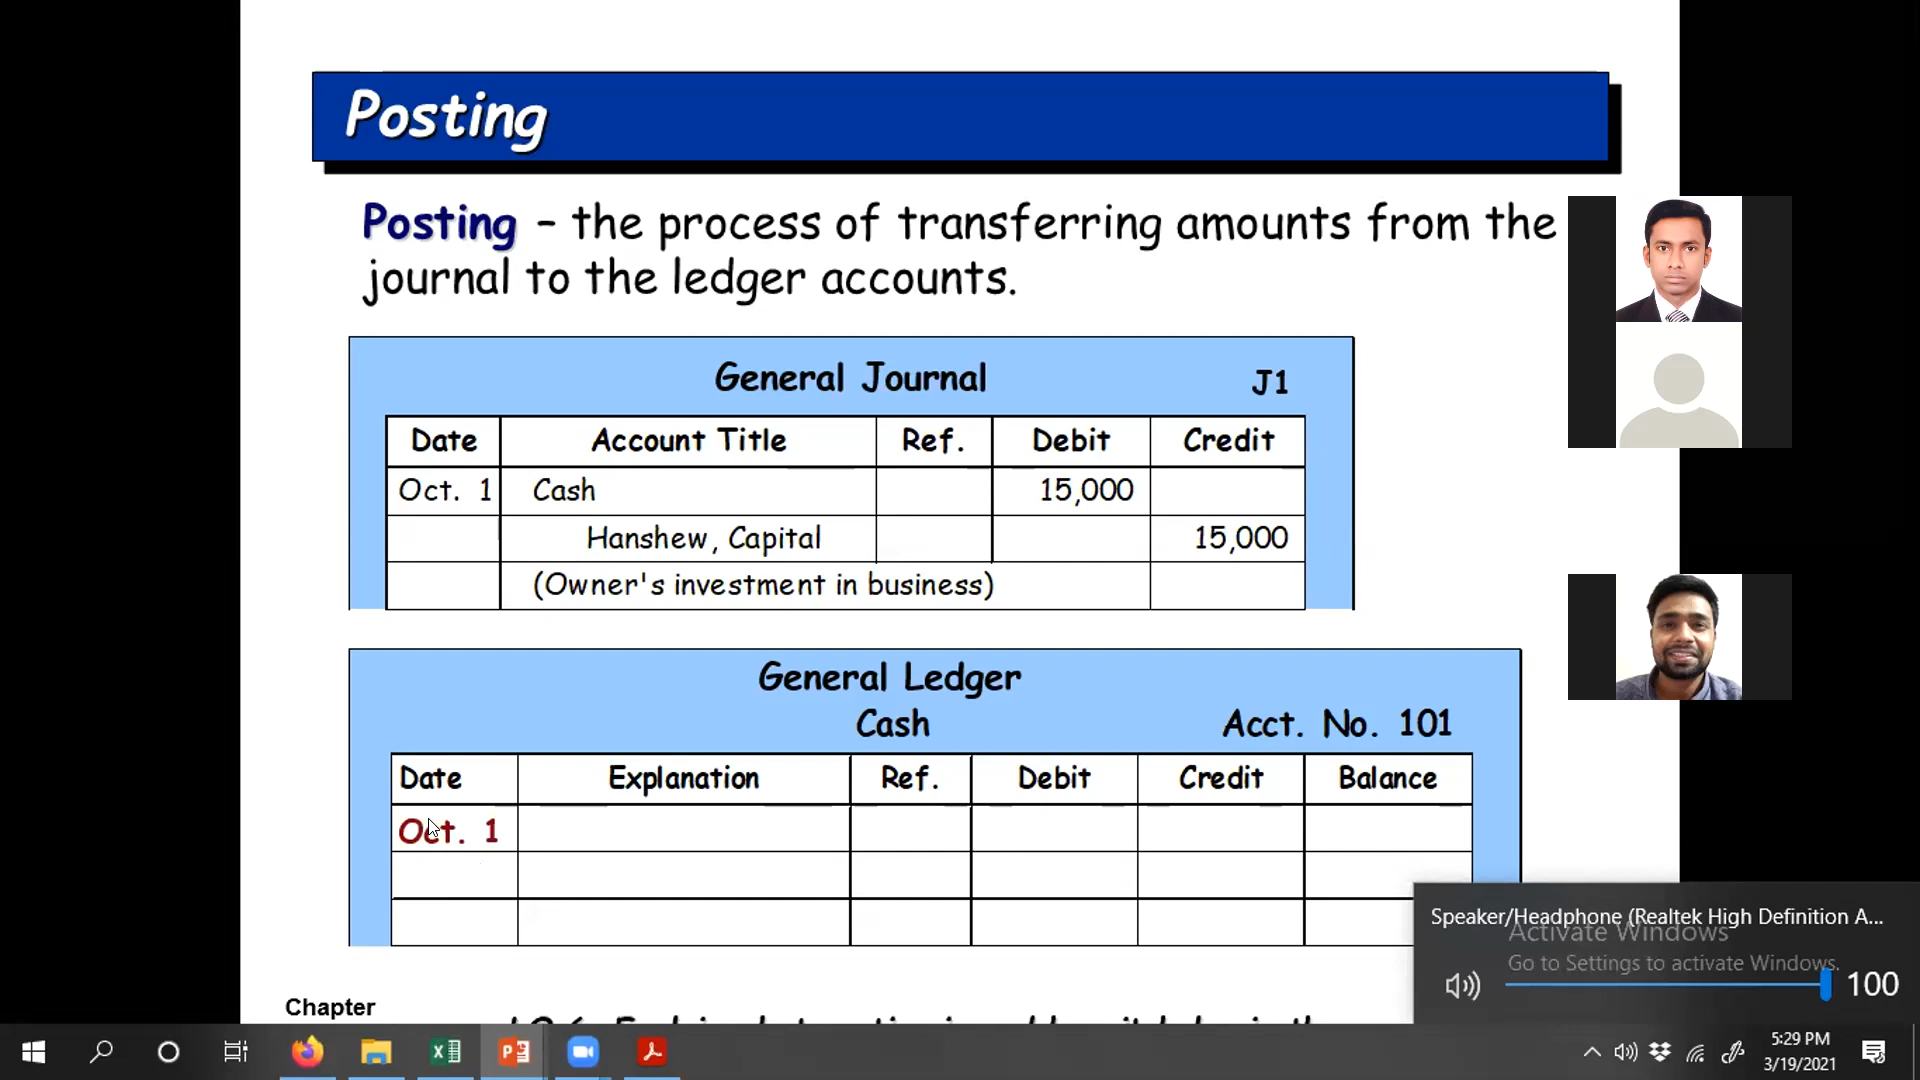 Posting
Posting - the process of transferring amounts from the
journal to the ledger accounts.
General Journal J1
Date Account Title Ref. Debit Credit
Oct. 1 Cash 15,000
Hanshew, Capital 15,000
(Owner's investment in business)
General Ledger
Cash Acct. No. 101
Date Explanation Ref. Debit Credit Balance
Oct. 1
Speaker/Headphone (Realtek High Definition A...
Activate Windows
Go to Settings to activate Windows.
100
Chapter
5:29 PM
3/19/2021